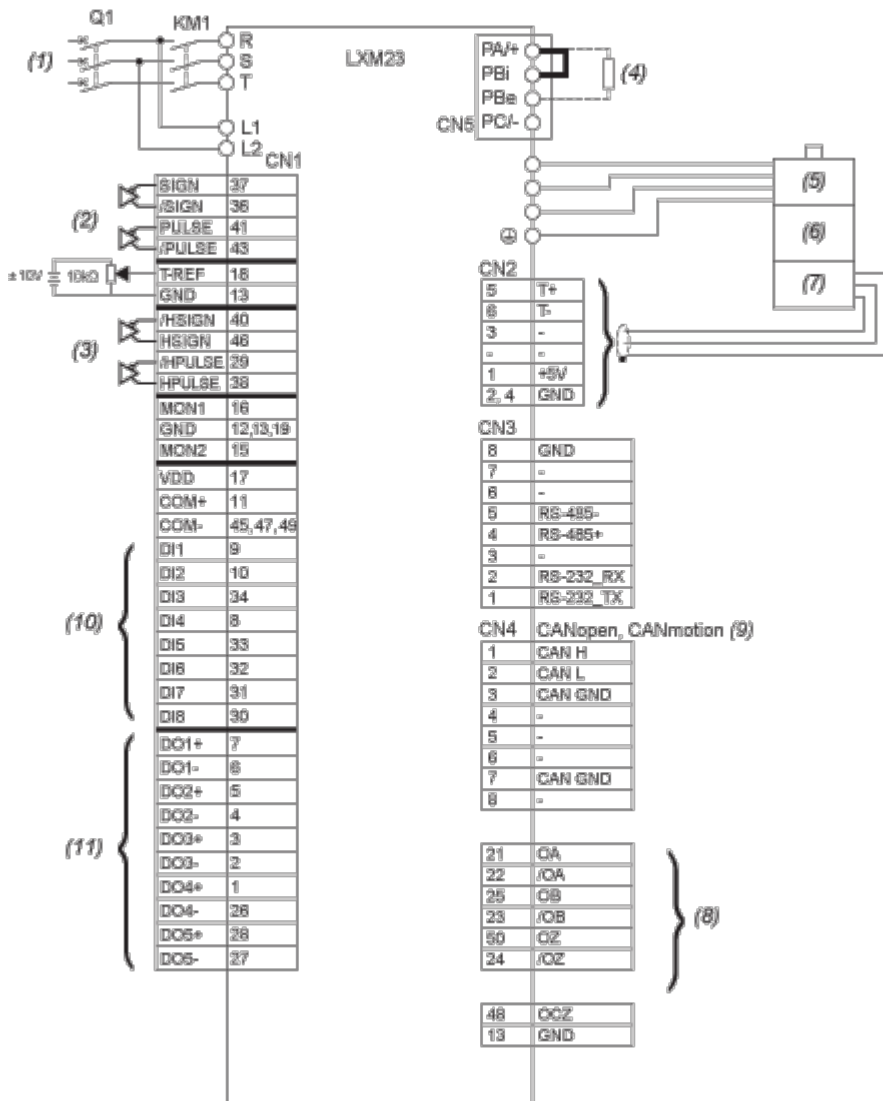 Q1
KM1
(1)
R
S
T
L1
L2
LXM23
PA/+
PBi
PBe
PC/-
CN5
(4)
CN1
SIGN 37
/SIGN 36
PULSE 41
/PULSE 43
(2)
±10V 10kΩ
T-REF 18
GND 13
/HSIGN 40
HSIGN 46
/HPULSE 29
HPULSE 38
(3)
MON1 16
GND 12,13,19
MON2 15
VDD 17
COM+ 11
COM- 45,47,49
DI1 9
DI2 10
DI3 34
DI4 8
DI5 33
DI6 32
DI7 31
DI8 30
(10)
DO1+ 7
DO1- 6
DO2+ 5
DO2- 4
DO3+ 3
DO3- 2
DO4+ 1
DO4- 26
DO5+ 28
DO5- 27
(11)
(5)
(6)
(7)
CN2
5 T+
6 T-
3 -
- -
1 +5V
2, 4 GND
CN3
8 GND
7 -
6 -
5 RS-485-
4 RS-485+
3 -
2 RS-232_RX
1 RS-232_TX
CN4 CANopen, CANmotion (9)
1 CAN H
2 CAN L
3 CAN GND
4 -
5 -
6 -
7 CAN GND
8 -
21 OA
22 /OA
25 OB
23 /OB
50 OZ
24 /OZ
(8)
48 OCZ
13 GND